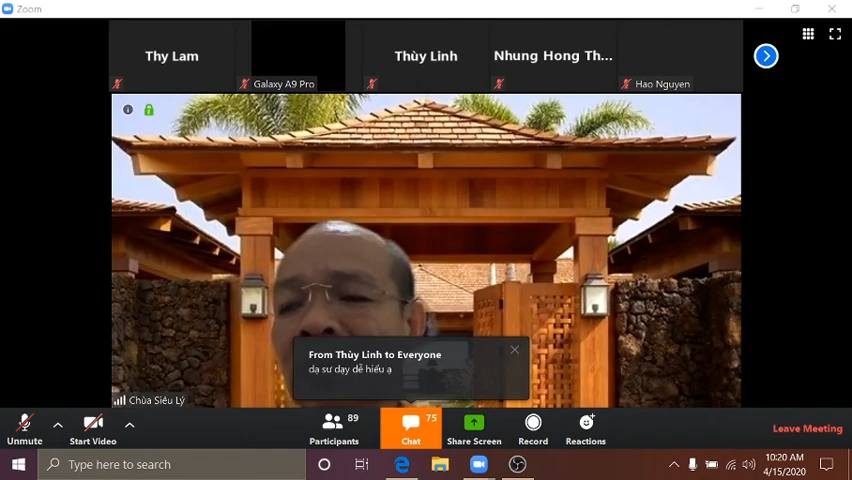 Zoom
Thy Lam
Galaxy A9 Pro
Thùy Linh
Nhung Hong Th...
Hao Nguyen
From Thùy Linh to Everyone
dạ sư dạy dễ hiểu ạ
Chùa Siêu Lý
89
75
Unmute
Start Video
Participants
Chat
Share Screen
Record
Reactions
Leave Meeting
Type here to search
10:20 AM
4/15/2020